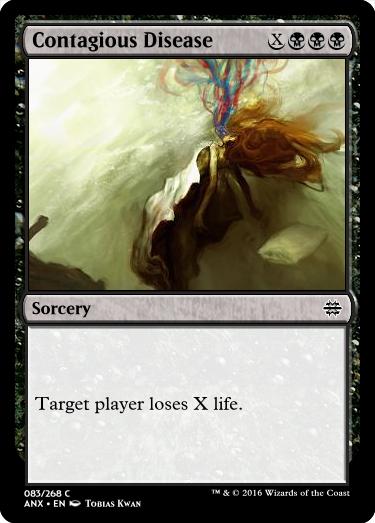 Contagious Disease X
Sorcery
Target player loses X life.
083/268 C
ANX • EN Tobias Kwan
™ & © 2016 Wizards of the Coast